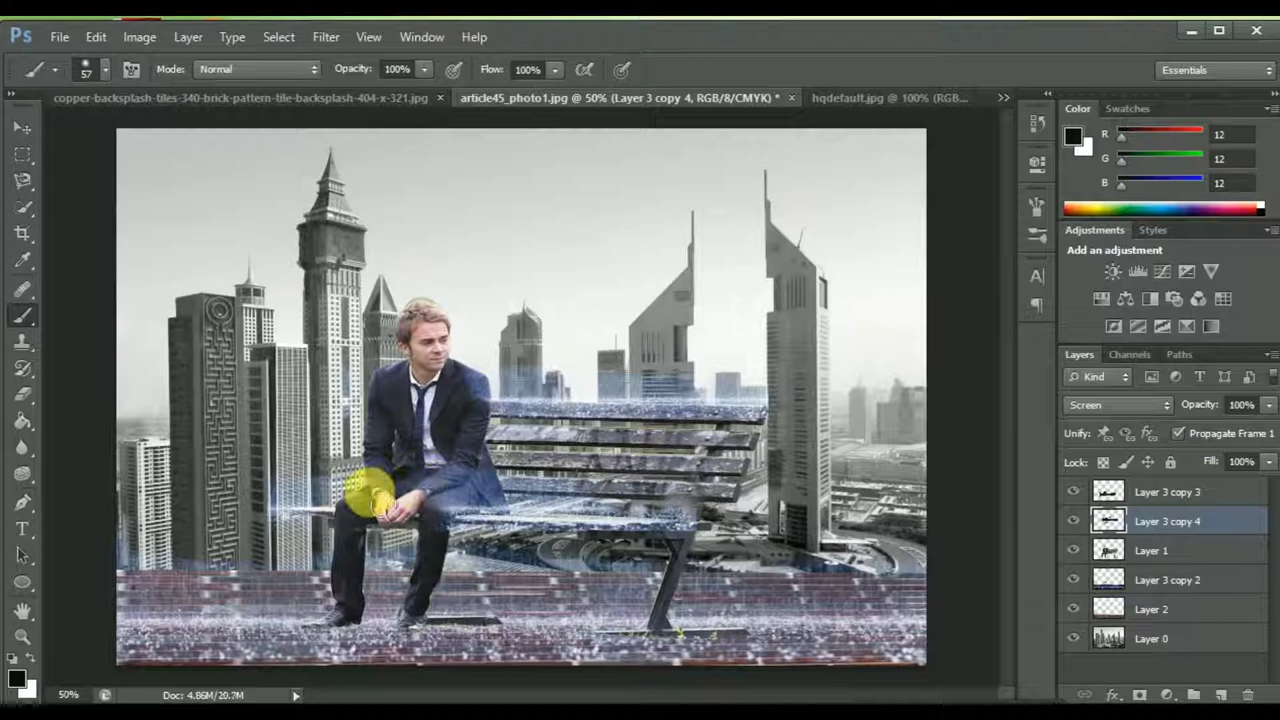 Ps File Edit Image Layer Type Select Filter View Window Help
57 Mode: Normal Opacity: 100% Flow: 100% Essentials
copper-backsplash-tiles-340-brick-pattern-tile-backsplash-404-x-321.jpg × article45_photo1.jpg @ 50% (Layer 3 copy 4, RGB/8/CMYK) * × hqdefault.jpg @ 100% (RGB...
Color Swatches
R 12
G 12
B 12
Adjustments Styles
Add an adjustment
Layers Channels Paths
Kind
Screen Opacity: 100%
Unify: Propagate Frame 1
Lock: Fill: 100%
Layer 3 copy 3
Layer 3 copy 4
Layer 1
Layer 3 copy 2
Layer 2
Layer 0
50% Doc: 4.86M/20.7M